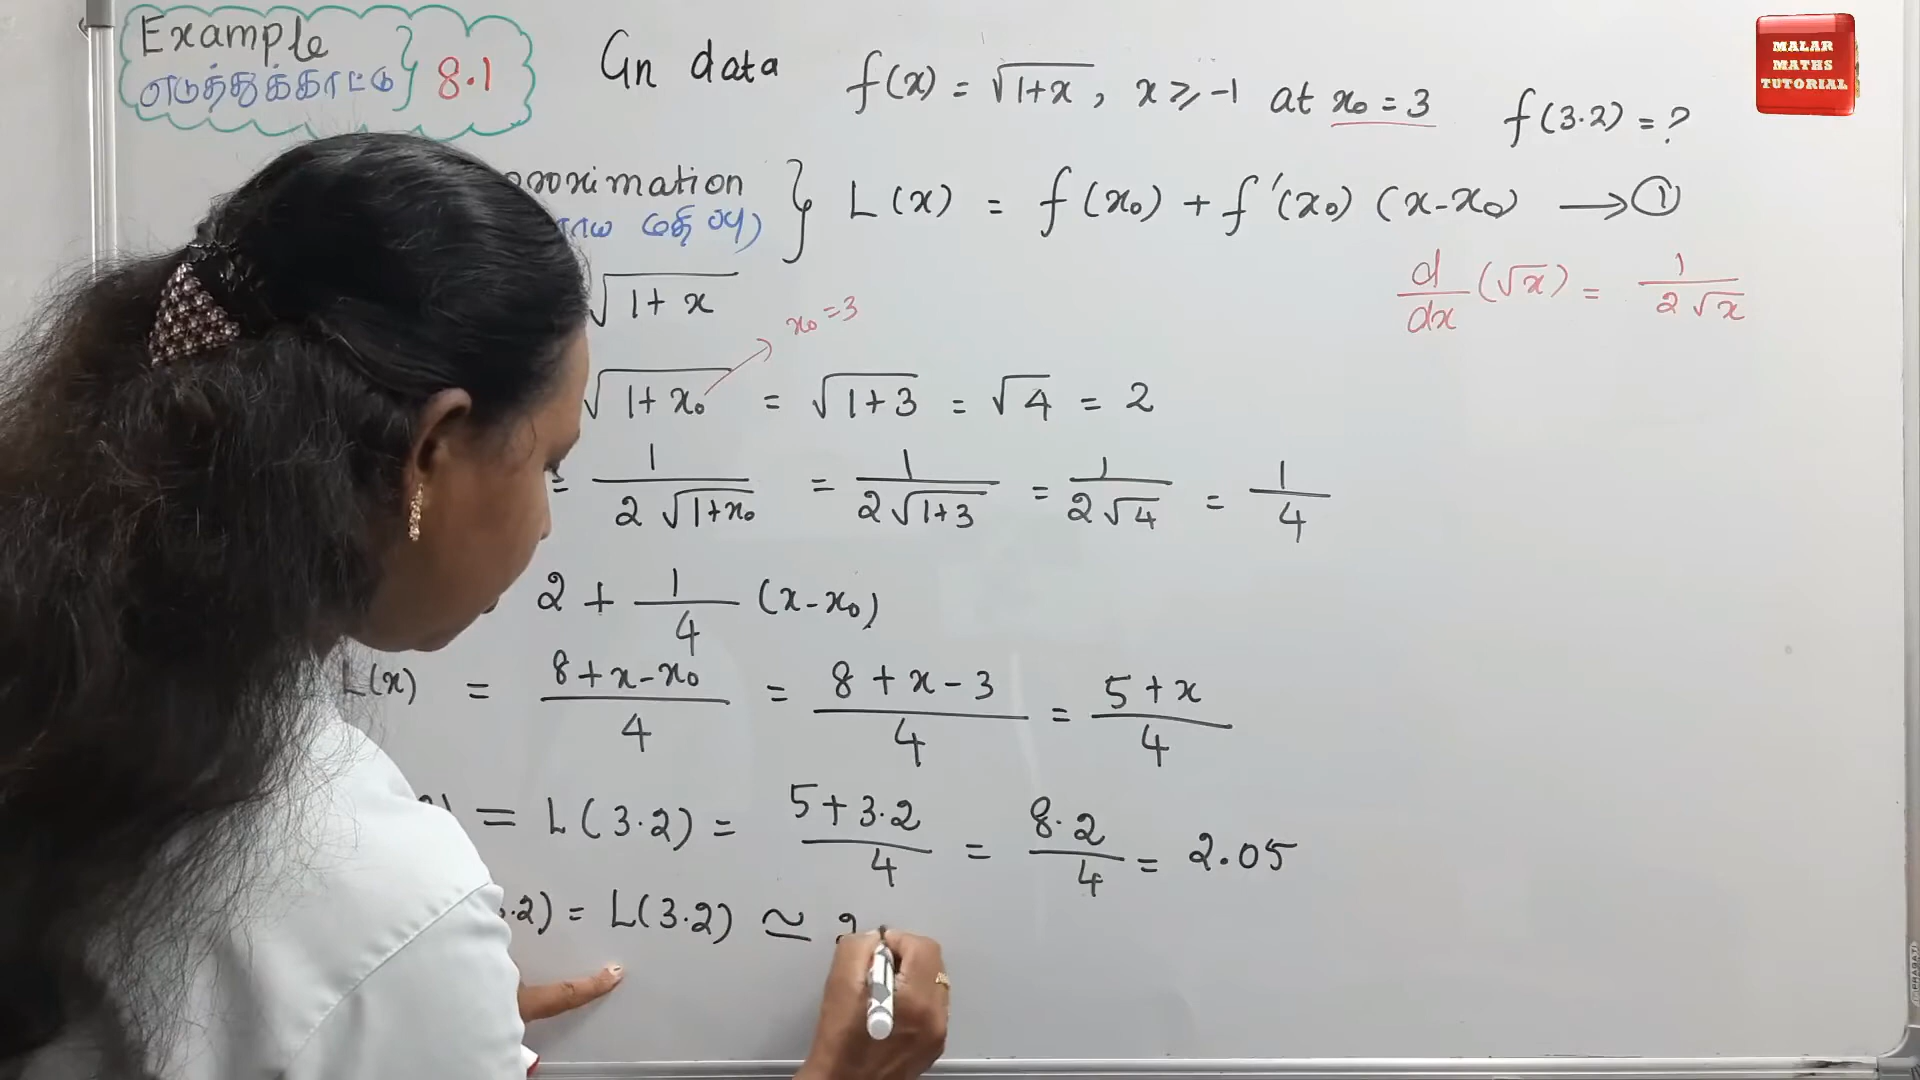 Example
எடுத்துக்காட்டு } 8.1
Gn data f(x) = √(1+x), x ≥ -1 at x₀ = 3 f(3.2) = ?
MALAR
MATHS
TUTORIAL
L(x) = f(x₀) + f'(x₀) (x-x₀) → ①
d/dx (√x) = 1/(2√x)
√(1+x)
x₀ = 3
√(1+x₀) = √(1+3) = √4 = 2
= 1/(2√(1+x₀)) = 1/(2√(1+3)) = 1/(2√4) = 1/4
2 + 1/4 (x-x₀)
L(x) = (8+x-x₀)/4 = (8+x-3)/4 = (5+x)/4
= L(3.2) = (5+3.2)/4 = 8.2/4 = 2.05
.2) = L(3.2) ≃ 2